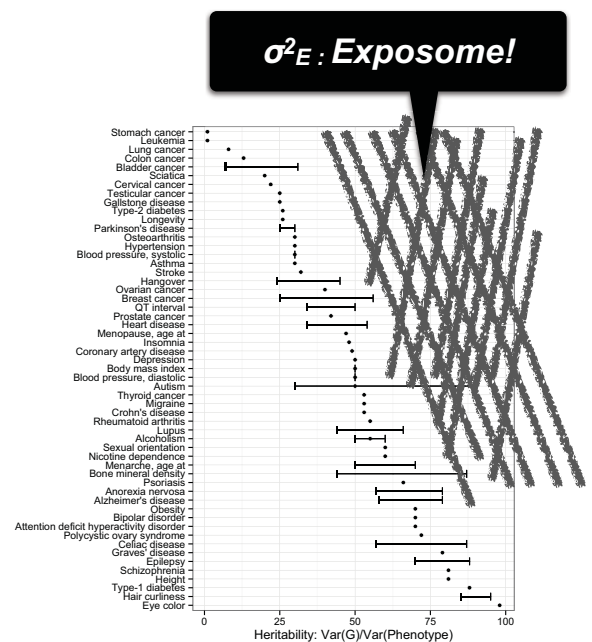 σ²E : Exposome!
Stomach cancer
Leukemia
Lung cancer
Colon cancer
Bladder cancer
Sciatica
Cervical cancer
Testicular cancer
Gallstone disease
Type-2 diabetes
Longevity
Parkinson's disease
Osteoarthritis
Hypertension
Blood pressure, systolic
Asthma
Stroke
Hangover
Ovarian cancer
Breast cancer
QT interval
Prostate cancer
Heart disease
Menopause, age at
Insomnia
Coronary artery disease
Depression
Body mass index
Blood pressure, diastolic
Autism
Thyroid cancer
Migraine
Crohn's disease
Rheumatoid arthritis
Lupus
Alcoholism
Sexual orientation
Nicotine dependence
Menarche, age at
Bone mineral density
Psoriasis
Anorexia nervosa
Alzheimer's disease
Obesity
Bipolar disorder
Attention deficit hyperactivity disorder
Polycystic ovary syndrome
Celiac disease
Graves' disease
Epilepsy
Schizophrenia
Height
Type-1 diabetes
Hair curliness
Eye color
0 25 50 75 100
Heritability: Var(G)/Var(Phenotype)